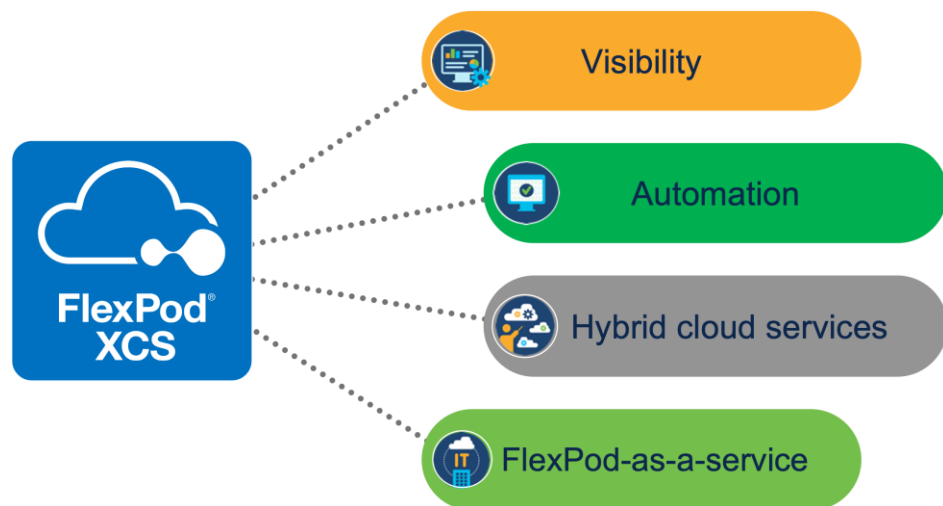 Visibility
Automation
FlexPod®
XCS
Hybrid cloud services
IT
FlexPod-as-a-service